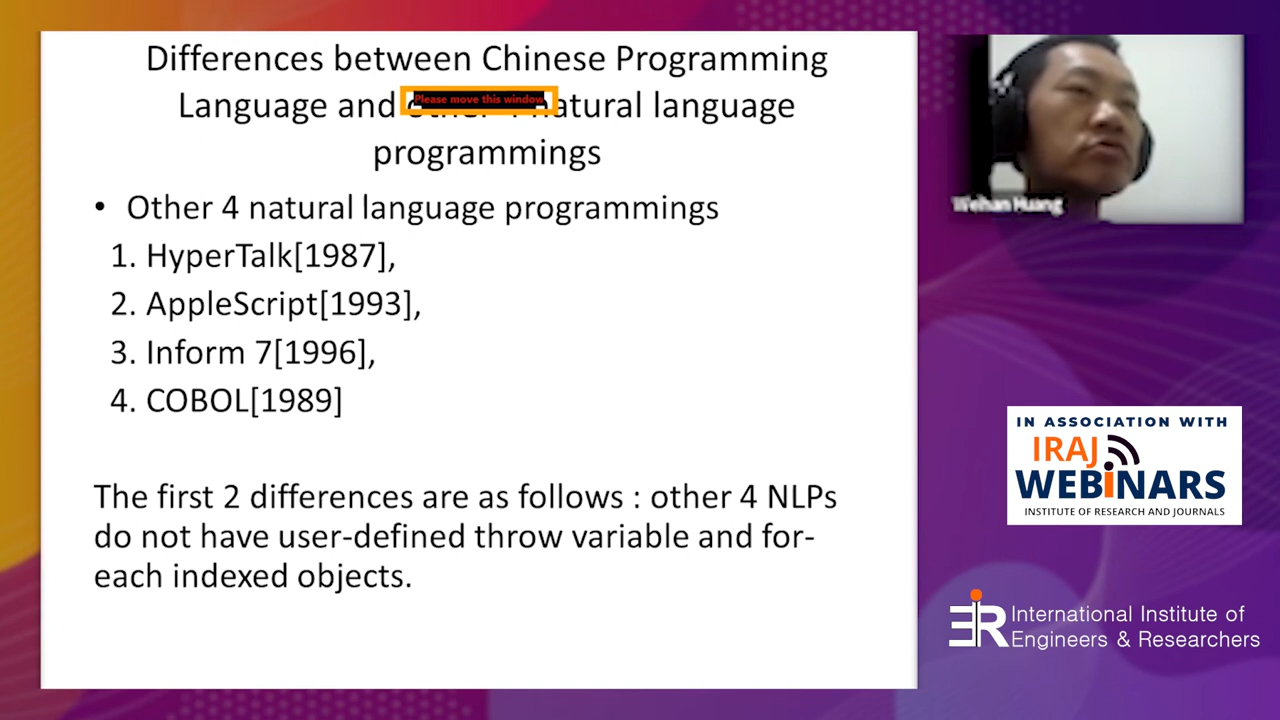 Differences between Chinese Programming
Language and other 4 natural language
programmings
Please move this window
• Other 4 natural language programmings
1. HyperTalk[1987],
2. AppleScript[1993],
3. Inform 7[1996],
4. COBOL[1989]
The first 2 differences are as follows : other 4 NLPs
do not have user-defined throw variable and for-
each indexed objects.
Weihan Huang
IN ASSOCIATION WITH
IRAJ
WEBINARS
INSTITUTE OF RESEARCH AND JOURNALS
IIER International Institute of
Engineers & Researchers